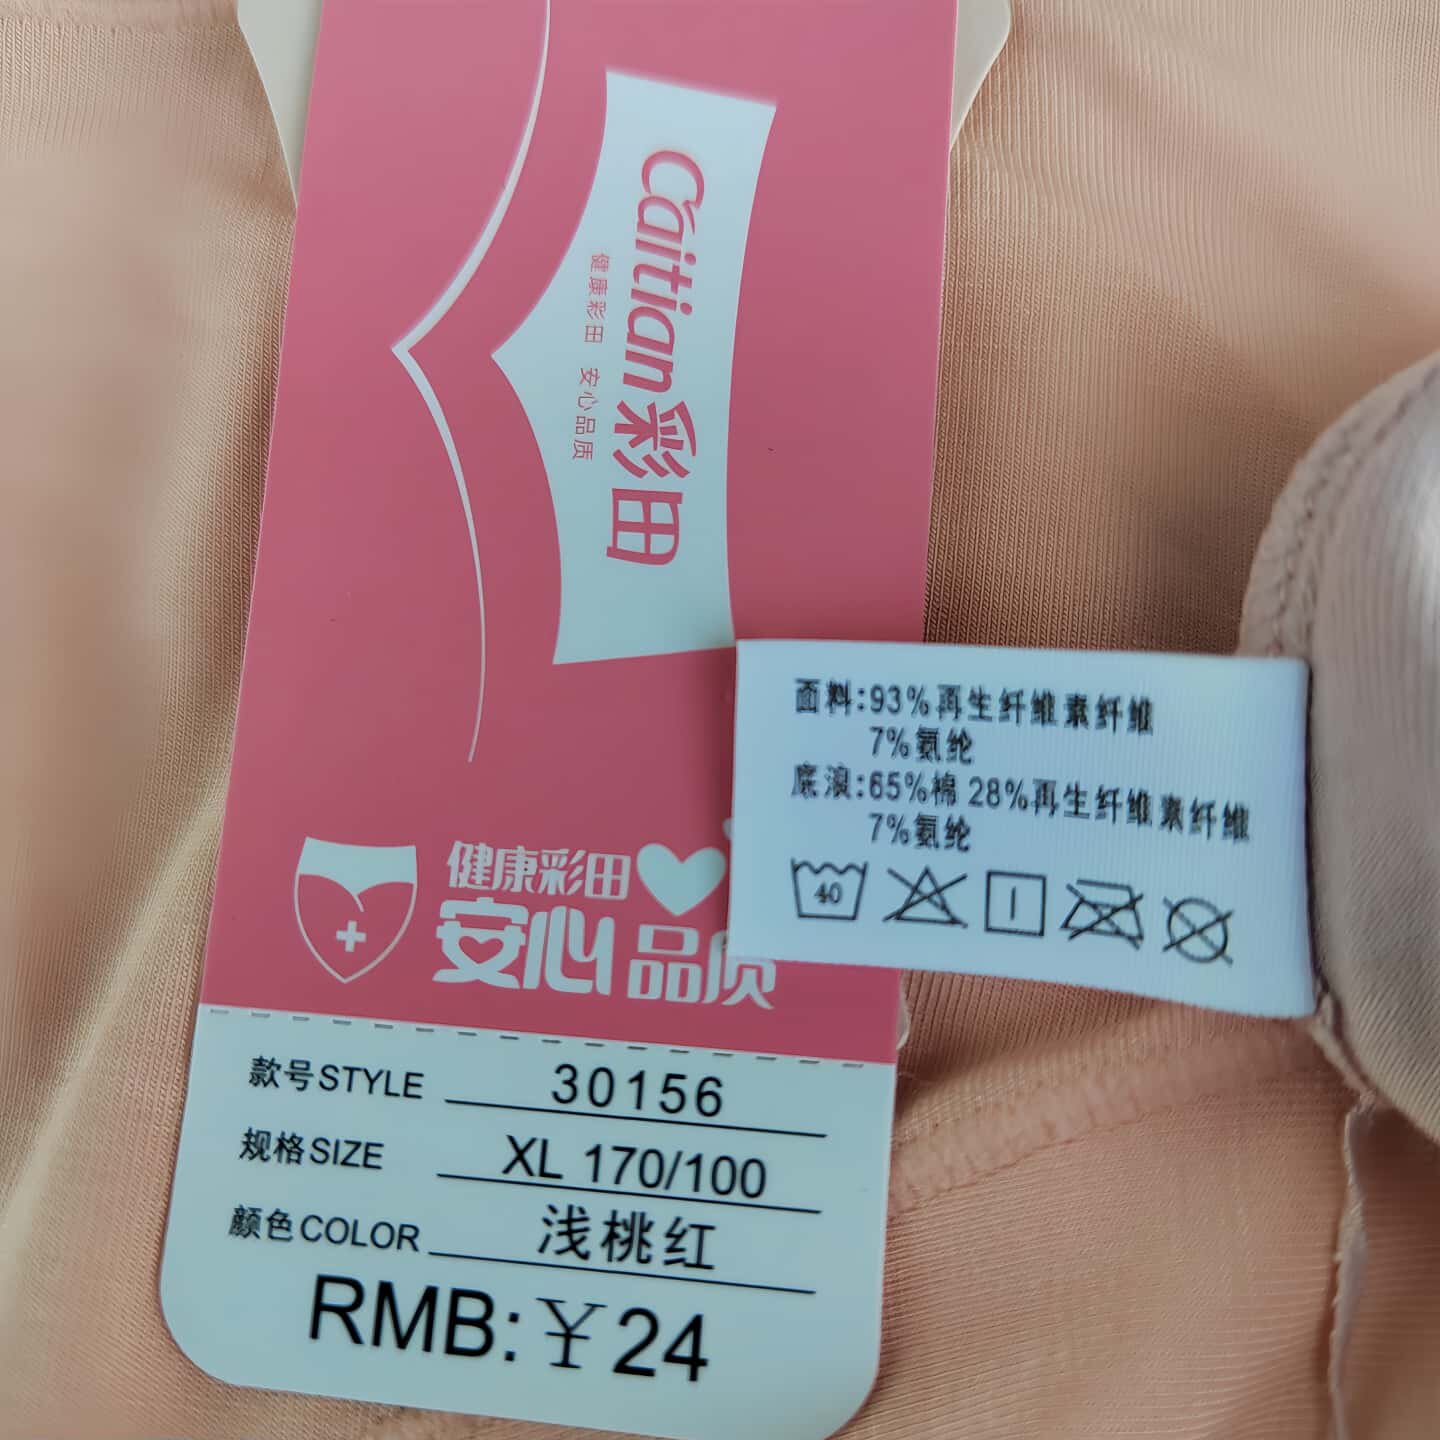 Caitian彩田
健康彩田 安心品质
健康彩田
安心品质
款号STYLE 30156
规格SIZE XL 170/100
颜色COLOR 浅桃红
RMB:￥24
面料:93%再生纤维素纤维
7%氨纶
底浪:65%棉 28%再生纤维素纤维
7%氨纶
40